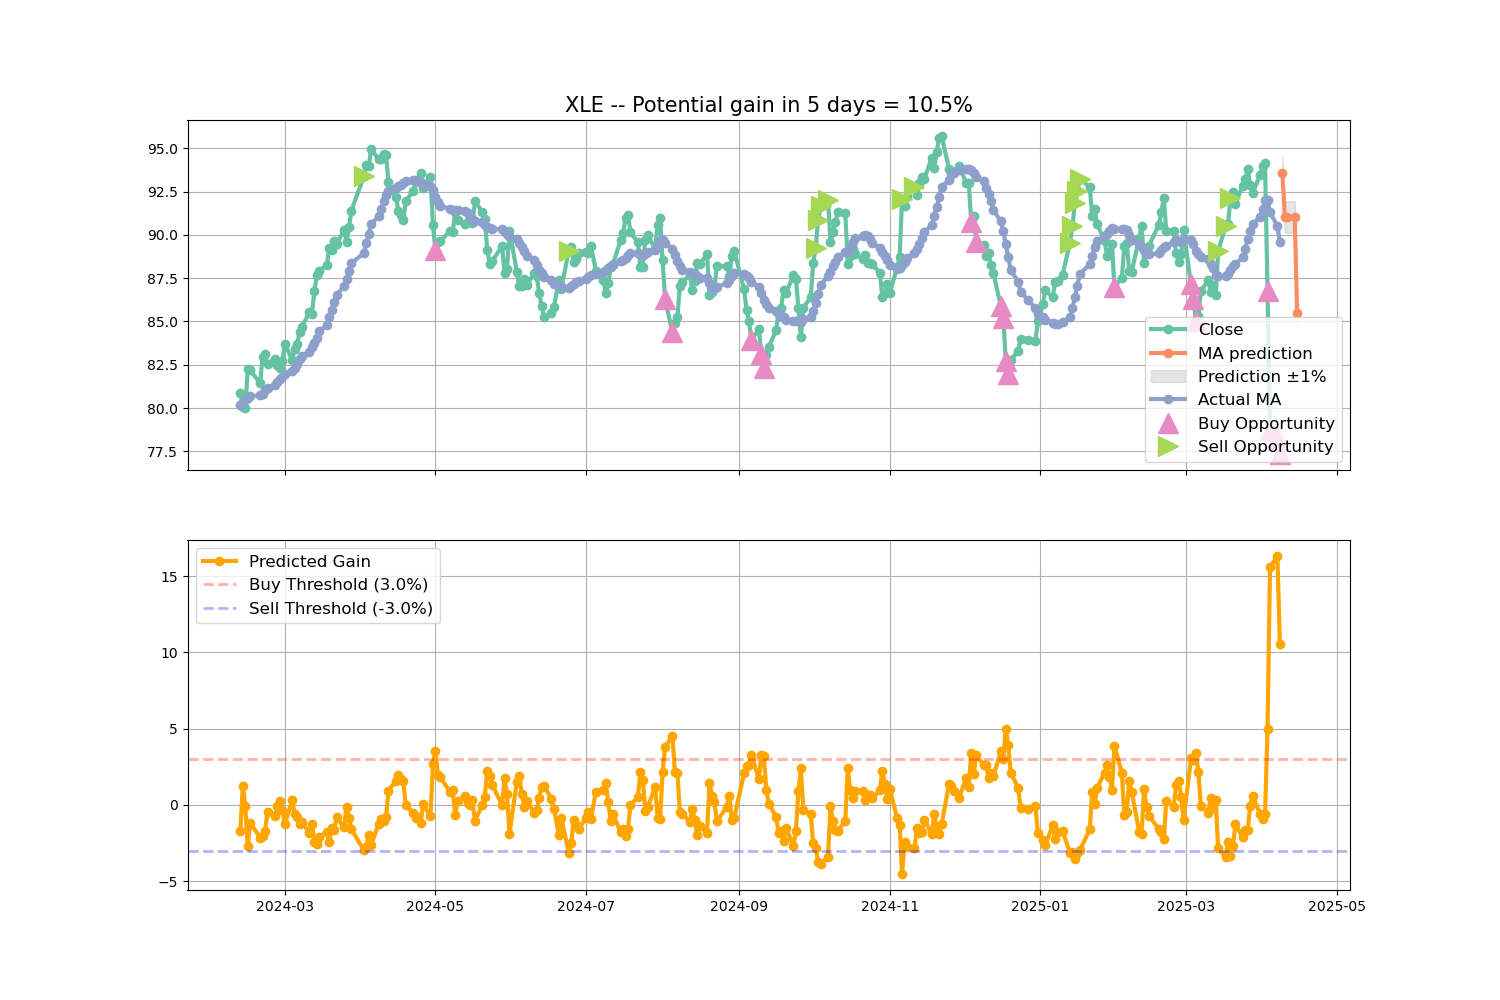 XLE -- Potential gain in 5 days = 10.5%
95.0
92.5
90.0
87.5
85.0
82.5
80.0
77.5
Close
MA prediction
Prediction ±1%
Actual MA
Buy Opportunity
Sell Opportunity
Predicted Gain
Buy Threshold (3.0%)
Sell Threshold (-3.0%)
15
10
5
0
−5
2024-03
2024-05
2024-07
2024-09
2024-11
2025-01
2025-03
2025-05